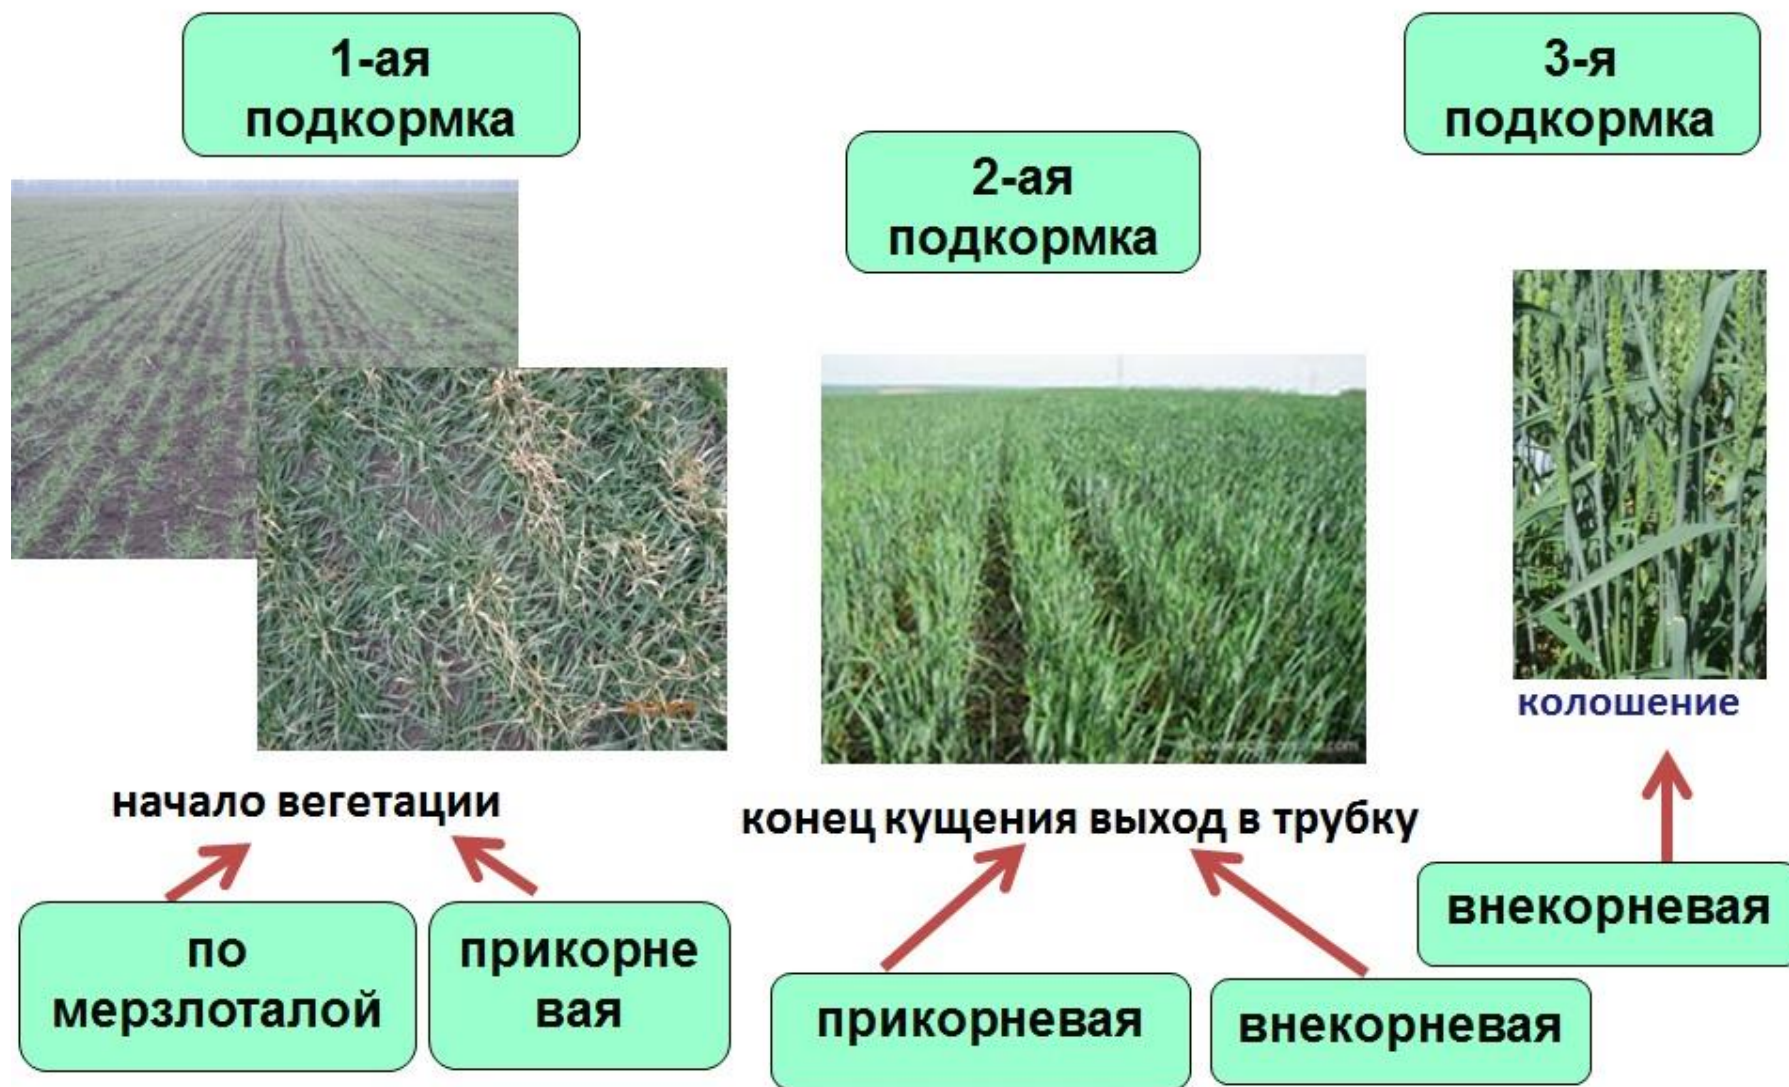 1-ая
подкормка
2-ая
подкормка
3-я
подкормка
колошение
начало вегетации
конец кущения выход в трубку
по
мерзлоталой
прикорне
вая
прикорневая
внекорневая
внекорневая